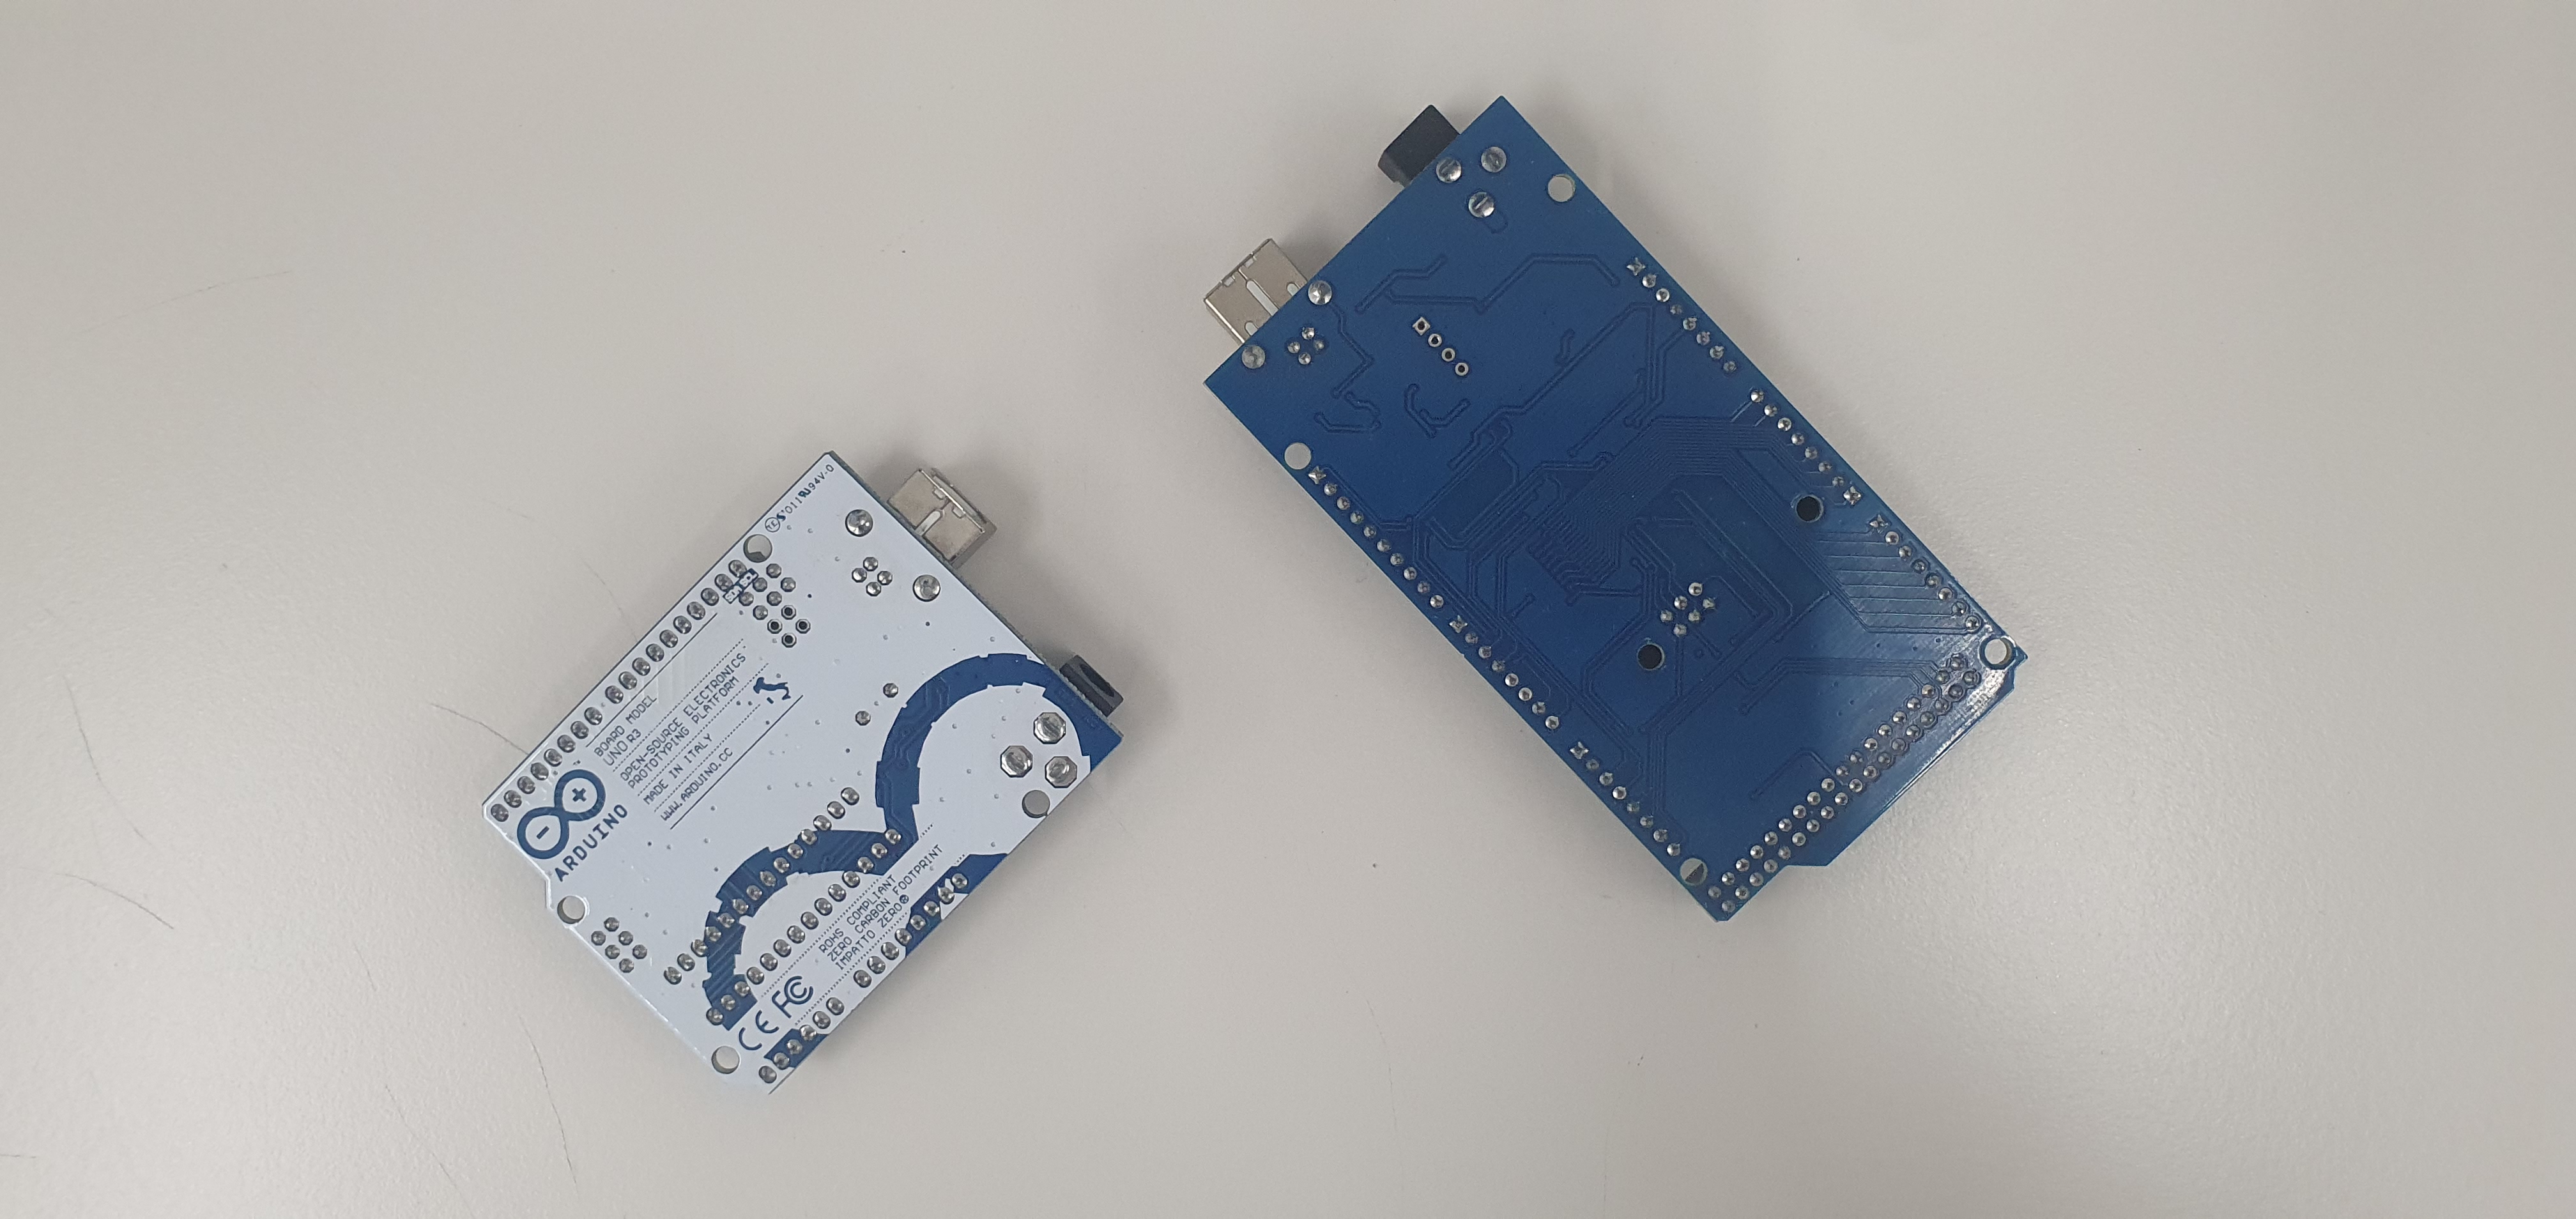 ARDUINO
BOARD MODEL
UNO R3
OPEN-SOURCE ELECTRONICS
PROTOTYPING PLATFORM
MADE IN ITALY
WWW.ARDUINO.CC
CE FC
ROHS COMPLIANT
ZERO CARBON FOOTPRINT
IMPATTO ZERO®
94V-0